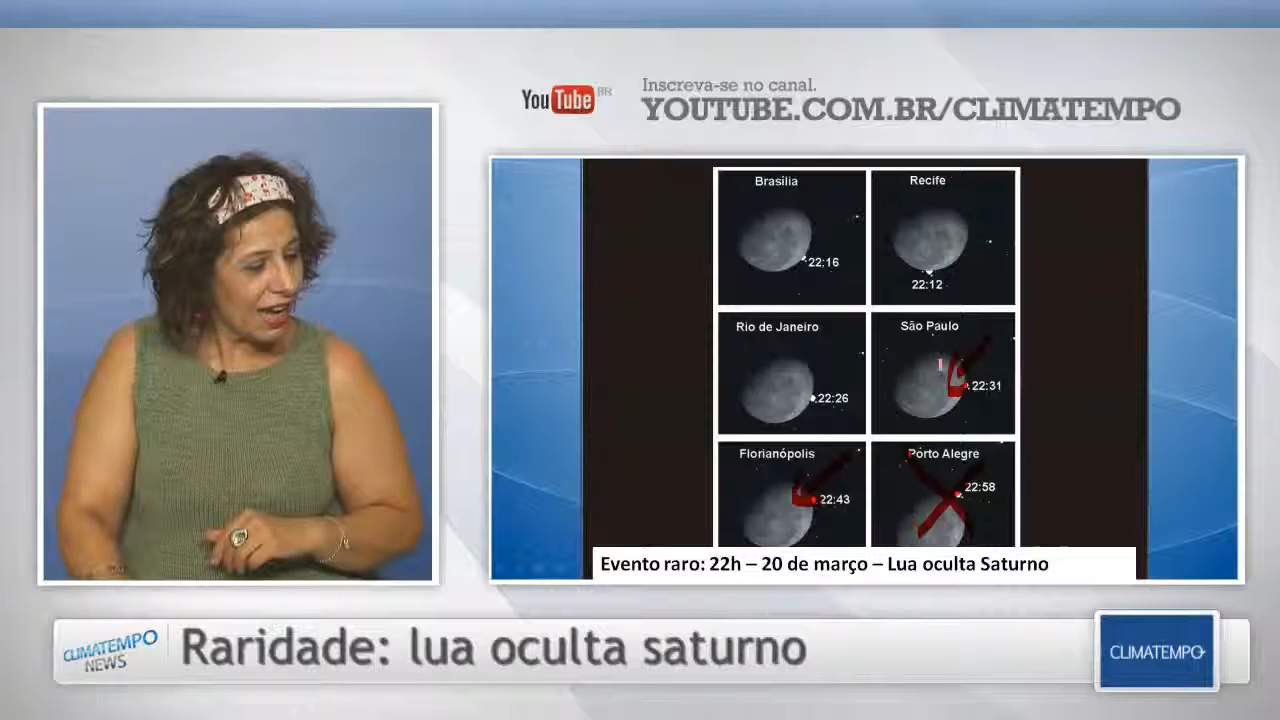 YouTube BR
Inscreva-se no canal.
YOUTUBE.COM.BR/CLIMATEMPO
Brasília
Recife
22:16
22:12
Rio de Janeiro
São Paulo
22:26
22:31
Florianópolis
Porto Alegre
22:43
22:58
Evento raro: 22h – 20 de março – Lua oculta Saturno
CLIMATEMPO
NEWS
Raridade: lua oculta saturno
CLIMATEMPO